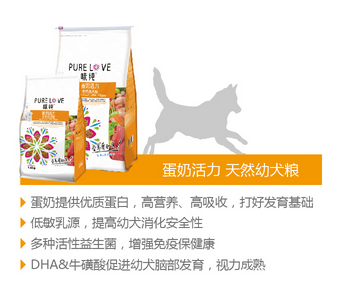 PURE LOVE
味纯
蛋奶活力
PURE LOVE
味纯
蛋奶活力 天然幼犬粮
蛋奶提供优质蛋白，高营养、高吸收，打好发育基础
低敏乳源，提高幼犬消化安全性
多种活性益生菌，增强免疫保健康
DHA&牛磺酸促进幼犬脑部发育，视力成熟